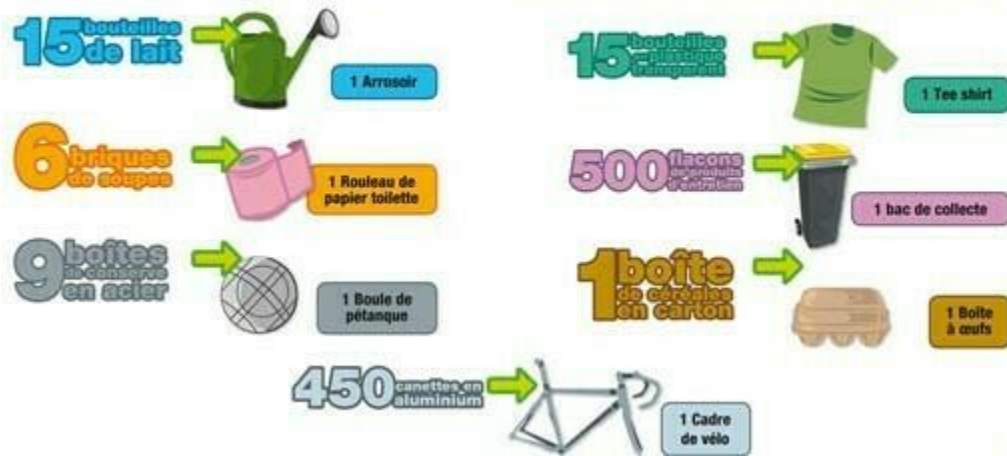 15 bouteilles
de lait
1 Arrosoir
15 bouteilles
en plastique
transparent
1 Tee shirt
6 briques
de soupes
1 Rouleau de
papier toilette
500 flacons
de produits
d'entretien
1 bac de collecte
9 boîtes
de conserve
en acier
1 Boule de
pétanque
1 boîte
de céréales
en carton
1 Boîte
à œufs
450 canettes en
aluminium
1 Cadre
de vélo